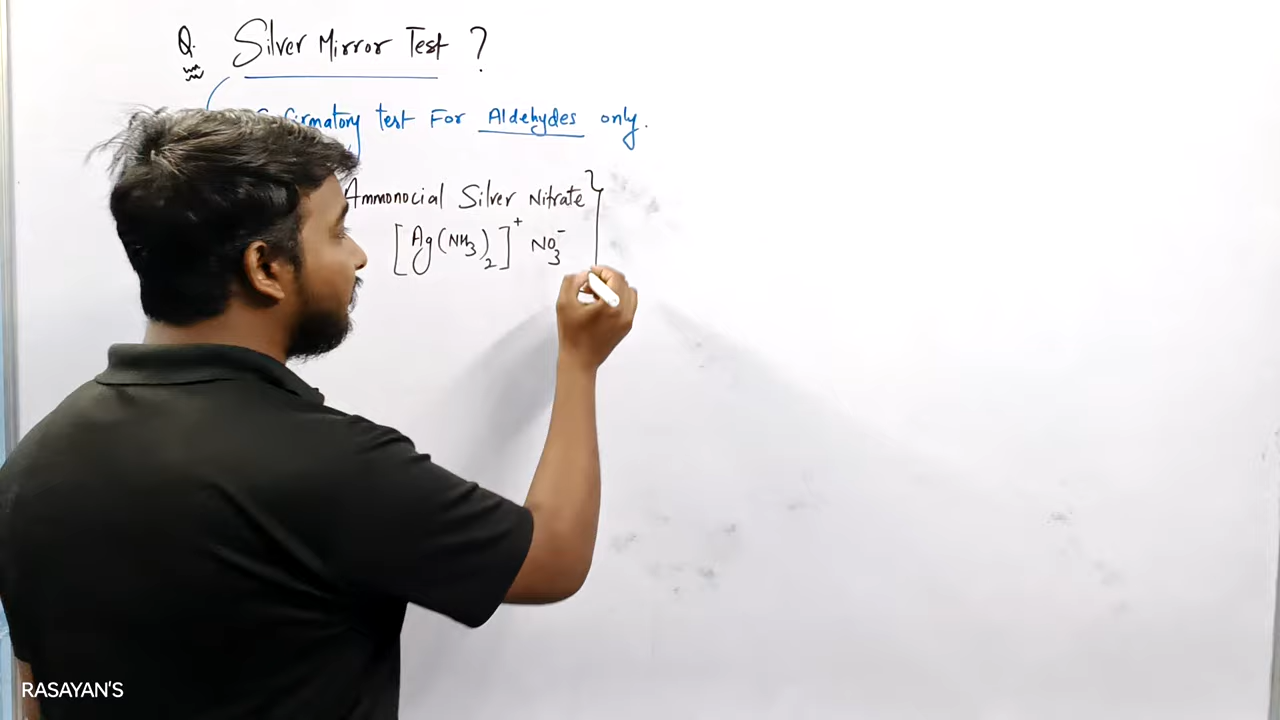 Q. Silver Mirror Test ?
test For Aldehydes only.
Ammonocial Silver Nitrate
[Ag(NH3)2]+ NO3-
RASAYAN'S